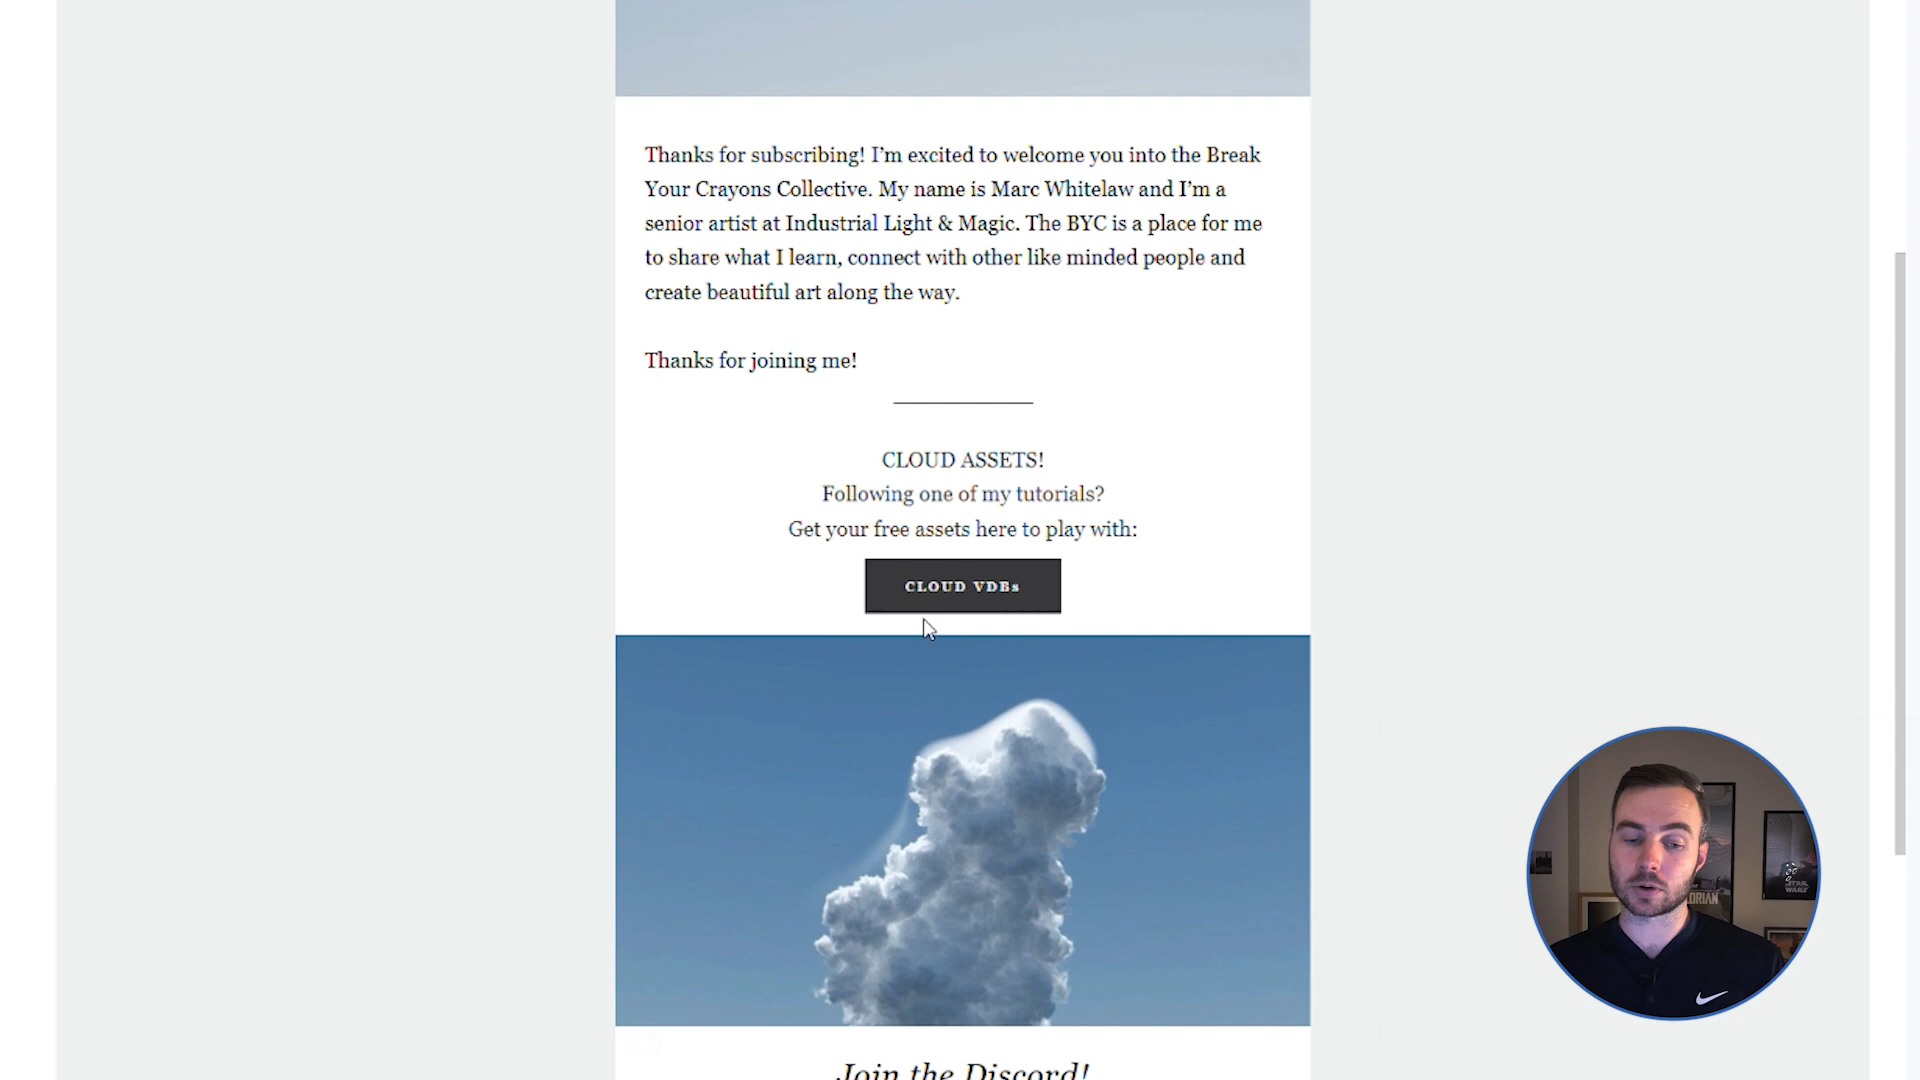 Thanks for subscribing! I’m excited to welcome you into the Break
Your Crayons Collective. My name is Marc Whitelaw and I’m a
senior artist at Industrial Light & Magic. The BYC is a place for me
to share what I learn, connect with other like minded people and
create beautiful art along the way.
Thanks for joining me!
CLOUD ASSETS!
Following one of my tutorials?
Get your free assets here to play with:
CLOUD VDBs
Join the Discord!
STAR
WARS